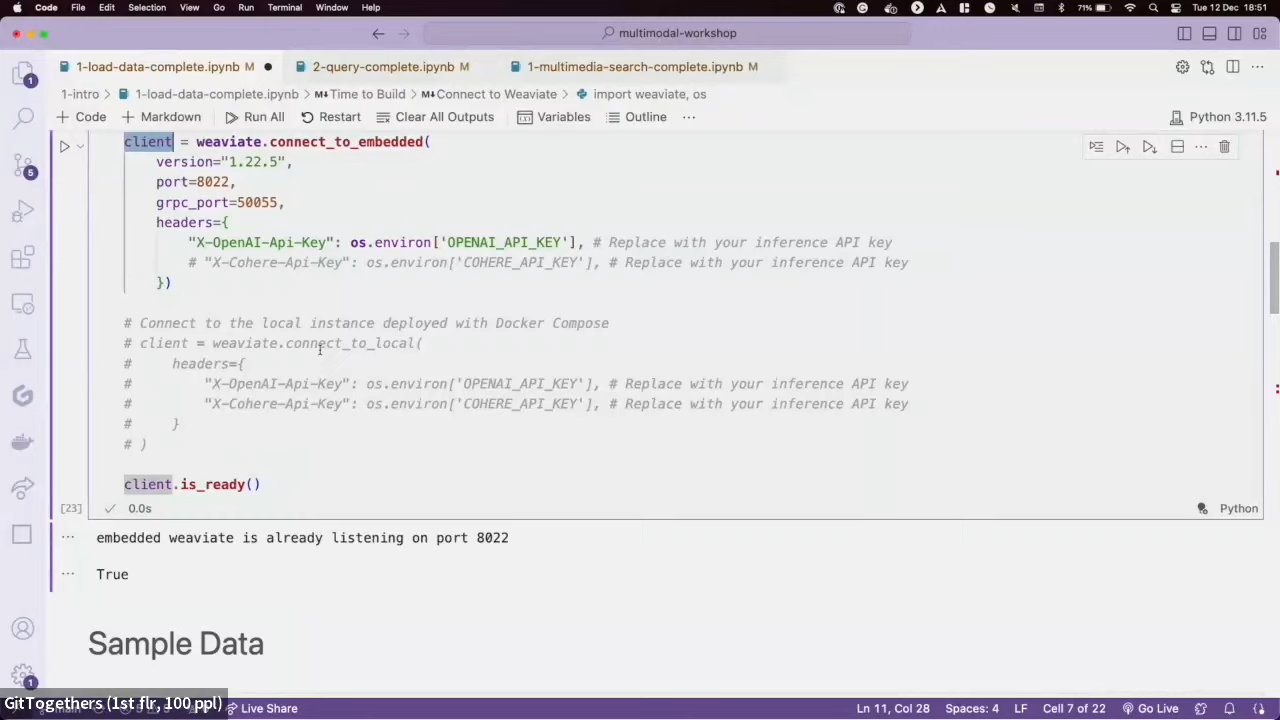 Code File Edit Selection View Go Run Terminal Window Help 71% Tue 12 Dec 18:51
multimodal-workshop
1-load-data-complete.ipynb M 2-query-complete.ipynb M 1-multimedia-search-complete.ipynb M
1-intro > 1-load-data-complete.ipynb > M↓Time to Build > M↓Connect to Weaviate > import weaviate, os
+ Code + Markdown Run All Restart Clear All Outputs Variables Outline ... Python 3.11.5
client = weaviate.connect_to_embedded(
version="1.22.5",
port=8022,
grpc_port=50055,
headers={
"X-OpenAI-Api-Key": os.environ['OPENAI_API_KEY'], # Replace with your inference API key
# "X-Cohere-Api-Key": os.environ['COHERE_API_KEY'], # Replace with your inference API key
})
# Connect to the local instance deployed with Docker Compose
# client = weaviate.connect_to_local(
# headers={
# "X-OpenAI-Api-Key": os.environ['OPENAI_API_KEY'], # Replace with your inference API key
# "X-Cohere-Api-Key": os.environ['COHERE_API_KEY'], # Replace with your inference API key
# }
# )
client.is_ready()
[23] 0.0s Python
embedded weaviate is already listening on port 8022
True
Sample Data
GitTogethers (1st flr, 100 ppl)
Live Share Ln 11, Col 28 Spaces: 4 LF Cell 7 of 22 Go Live